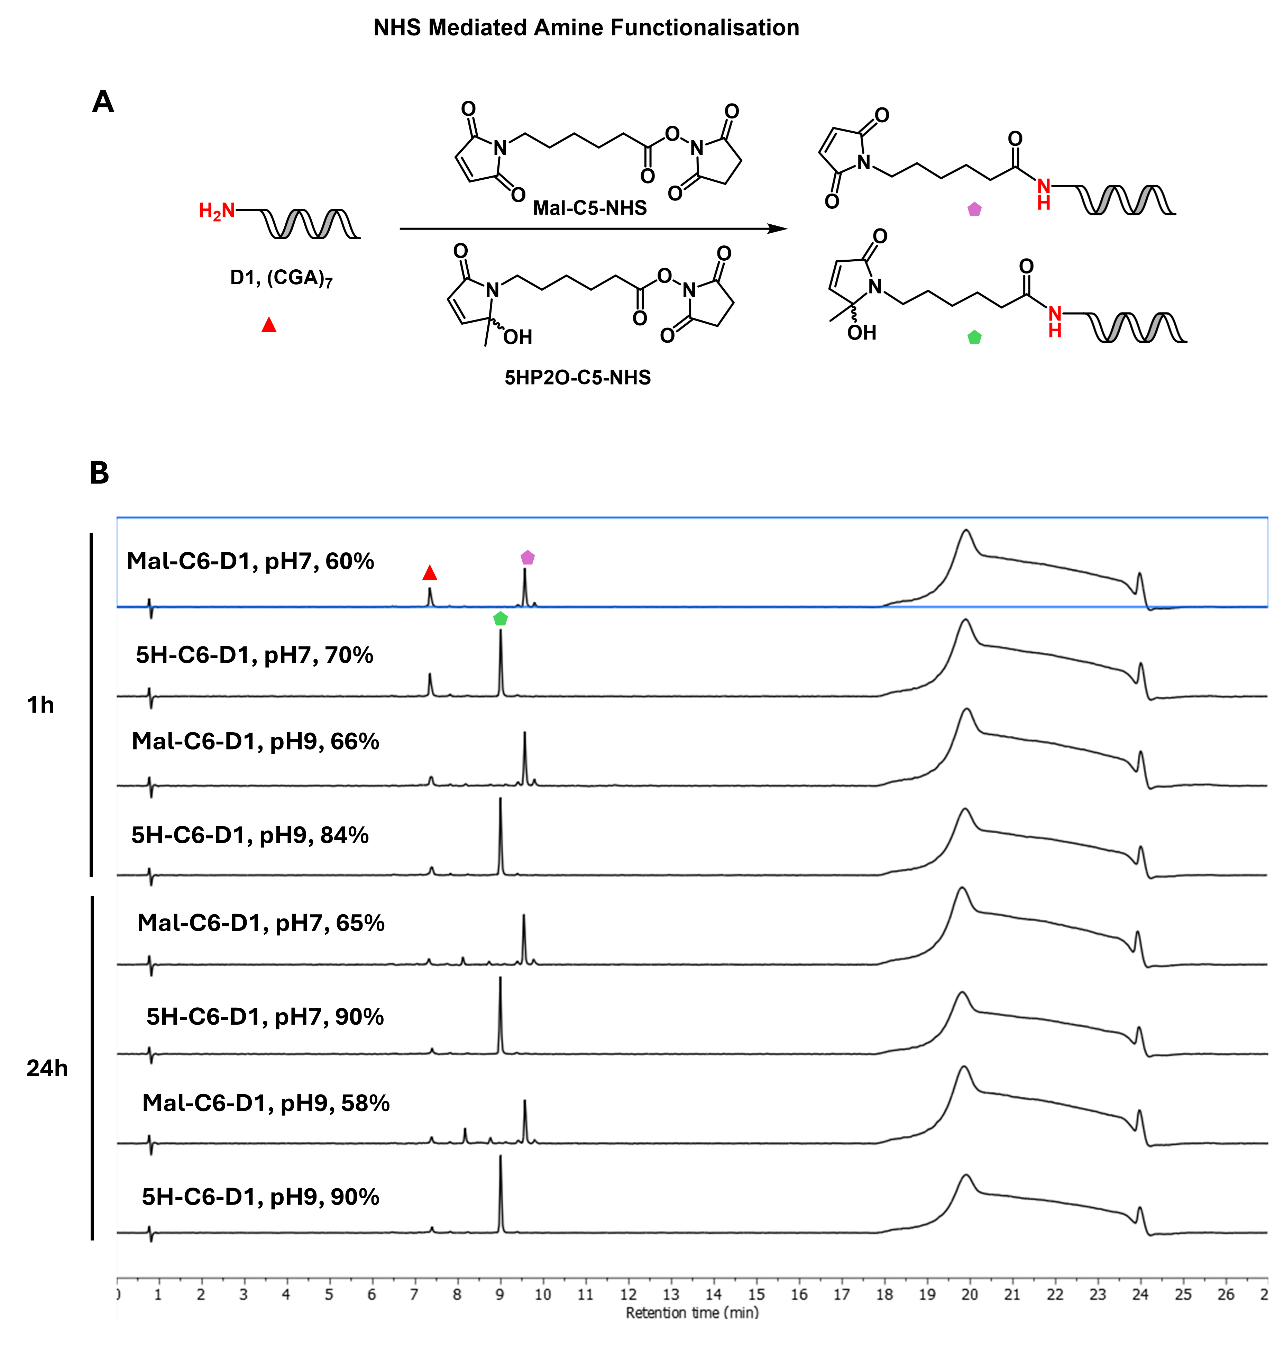 NHS Mediated Amine Functionalisation
A
O
N
O
O
O
N
O
O
Mal-C5-NHS
H₂N
D1, (CGA)₇
O
N
OH
O
O
N
O
O
5HP2O-C5-NHS
O
N
O
O
N
H
O
N
OH
O
N
H
B
Mal-C6-D1, pH7, 60%
5H-C6-D1, pH7, 70%
1h
Mal-C6-D1, pH9, 66%
5H-C6-D1, pH9, 84%
Mal-C6-D1, pH7, 65%
5H-C6-D1, pH7, 90%
24h
Mal-C6-D1, pH9, 58%
5H-C6-D1, pH9, 90%
0 1 2 3 4 5 6 7 8 9 10 11 12 13 14 15 16 17 18 19 20 21 22 23 24 25 26 2
Retention time (min)